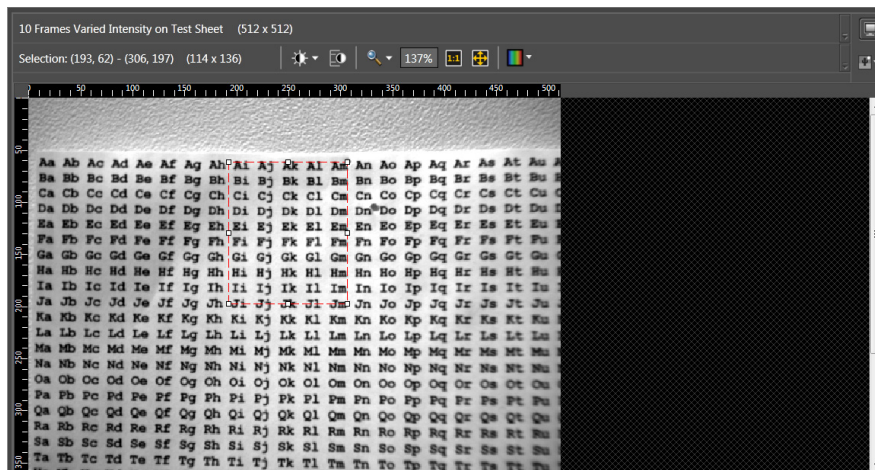 10 Frames Varied Intensity on Test Sheet (512 x 512)
Selection: (193, 62) - (306, 197) (114 x 136) 137% 1:1
0 50 100 150 200 250 300 350 400 450 500
50
Aa Ab Ac Ad Ae Af Ag Ah Ai Aj Ak Al Am An Ao Ap Aq Ar As At Au
Ba Bb Bc Bd Be Bf Bg Bh Bi Bj Bk Bl Bm Bn Bo Bp Bq Br Bs Bt Bu
Ca Cb Cc Cd Ce Cf Cg Ch Ci Cj Ck Cl Cm Cn Co Cp Cq Cr Cs Ct Cu
100
Da Db Dc Dd De Df Dg Dh Di Dj Dk Dl Dm Dn Do Dp Dq Dr Ds Dt Du
Ea Eb Ec Ed Ee Ef Eg Eh Ei Ej Ek El Em En Eo Ep Eq Er Es Et Eu
Fa Fb Fc Fd Fe Ff Fg Fh Fi Fj Fk Fl Fm Fn Fo Fp Fq Fr Fs Ft Fu
150
Ga Gb Gc Gd Ge Gf Gg Gh Gi Gj Gk Gl Gm Gn Go Gp Gq Gr Gs Gt Gu
Ha Hb Hc Hd He Hf Hg Hh Hi Hj Hk Hl Hm Hn Ho Hp Hq Hr Hs Ht Hu
Ia Ib Ic Id Ie If Ig Ih Ii Ij Ik Il Im In Io Ip Iq Ir Is It Iu
200
Ja Jb Jc Jd Je Jf Jg Jh Ji Jj Jk Jl Jm Jn Jo Jp Jq Jr Js Jt Ju
Ka Kb Kc Kd Ke Kf Kg Kh Ki Kj Kk Kl Km Kn Ko Kp Kq Kr Ks Kt Ku
La Lb Lc Ld Le Lf Lg Lh Li Lj Lk Ll Lm Ln Lo Lp Lq Lr Ls Lt Lu
250
Ma Mb Mc Md Me Mf Mg Mh Mi Mj Mk Ml Mm Mn Mo Mp Mq Mr Ms Mt Mu
Na Nb Nc Nd Ne Nf Ng Nh Ni Nj Nk Nl Nm Nn No Np Nq Nr Ns Nt Nu
Oa Ob Oc Od Oe Of Og Oh Oi Oj Ok Ol Om On Oo Op Oq Or Os Ot Ou
Pa Pb Pc Pd Pe Pf Pg Ph Pi Pj Pk Pl Pm Pn Po Pp Pq Pr Ps Pt Pu
300
Qa Qb Qc Qd Qe Qf Qg Qh Qi Qj Qk Ql Qm Qn Qo Qp Qq Qr Qs Qt Qu
Ra Rb Rc Rd Re Rf Rg Rh Ri Rj Rk Rl Rm Rn Ro Rp Rq Rr Rs Rt Ru
Sa Sb Sc Sd Se Sf Sg Sh Si Sj Sk Sl Sm Sn So Sp Sq Sr Ss St Su
350
Ta Tb Tc Td Te Tf Tg Th Ti Tj Tk Tl Tm Tn To Tp Tq Tr Ts Tt Tu